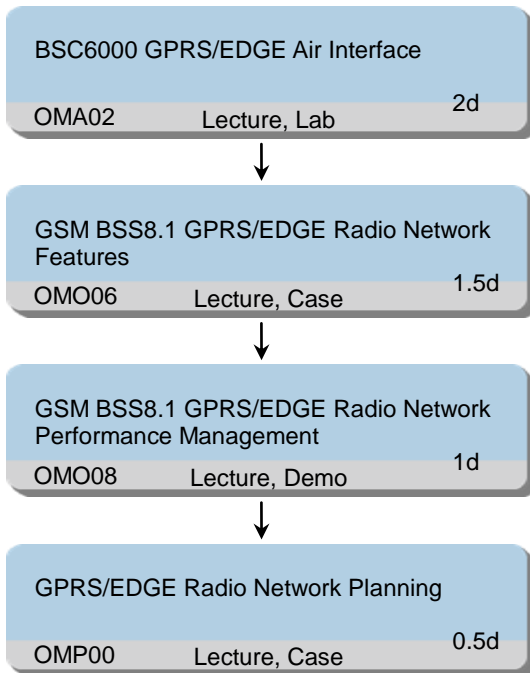 BSC6000 GPRS/EDGE Air Interface
2d
OMA02 Lecture, Lab
GSM BSS8.1 GPRS/EDGE Radio Network
Features
1.5d
OMO06 Lecture, Case
GSM BSS8.1 GPRS/EDGE Radio Network
Performance Management
1d
OMO08 Lecture, Demo
GPRS/EDGE Radio Network Planning
0.5d
OMP00 Lecture, Case